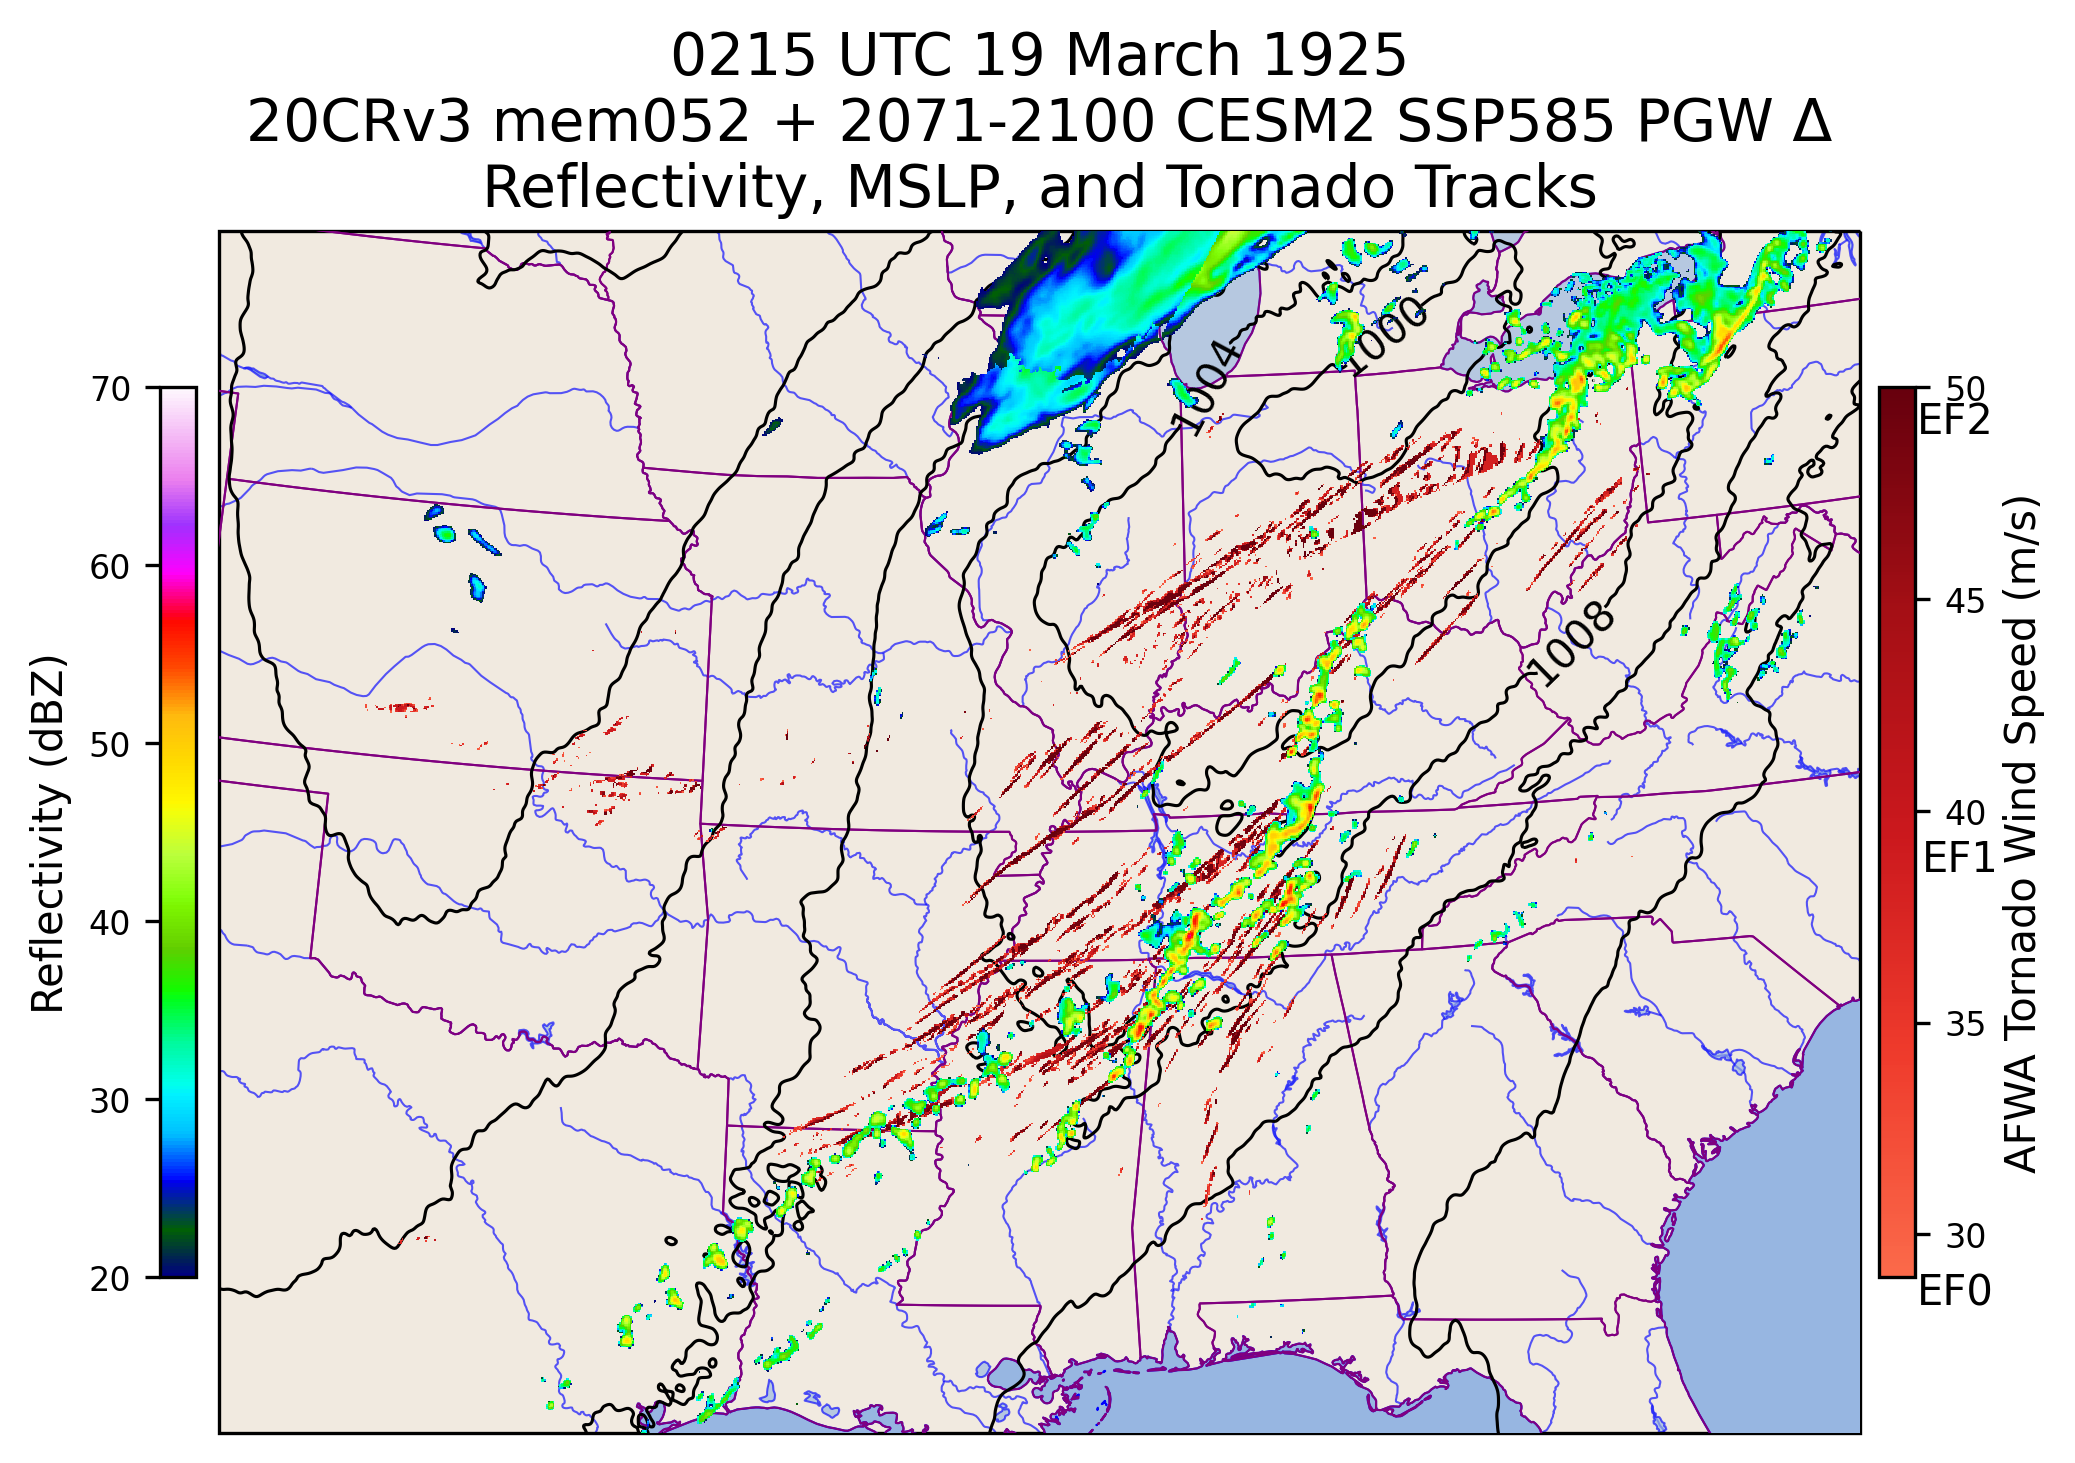 0215 UTC 19 March 1925
20CRv3 mem052 + 2071-2100 CESM2 SSP585 PGW Δ
Reflectivity, MSLP, and Tornado Tracks
Reflectivity (dBZ)
70
60
50
40
30
20
1004
1000
1008
50
EF2
45
40
EF1
35
30
EF0
AFWA Tornado Wind Speed (m/s)